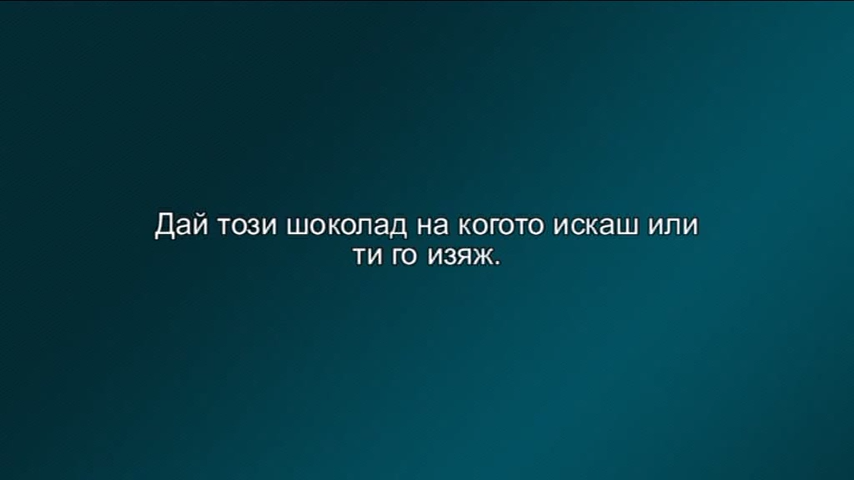 Дай този шоколад на когото искаш или
ти го изяж.